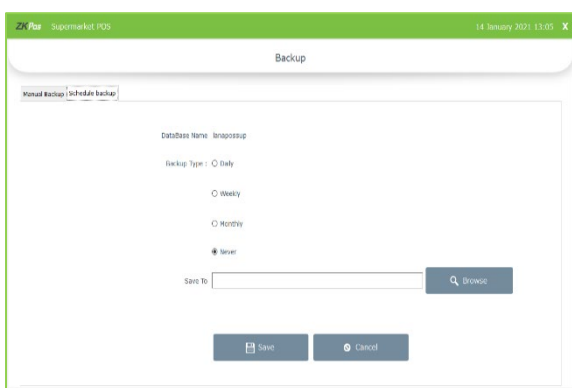 ZKPos Supermarket POS 14 January 2021 13:05 X
Backup
Manual Backup Schedule backup
DataBase Name lanapossup
Backup Type : Daily
Weekly
Monthly
Never
Save To Browse
Save Cancel